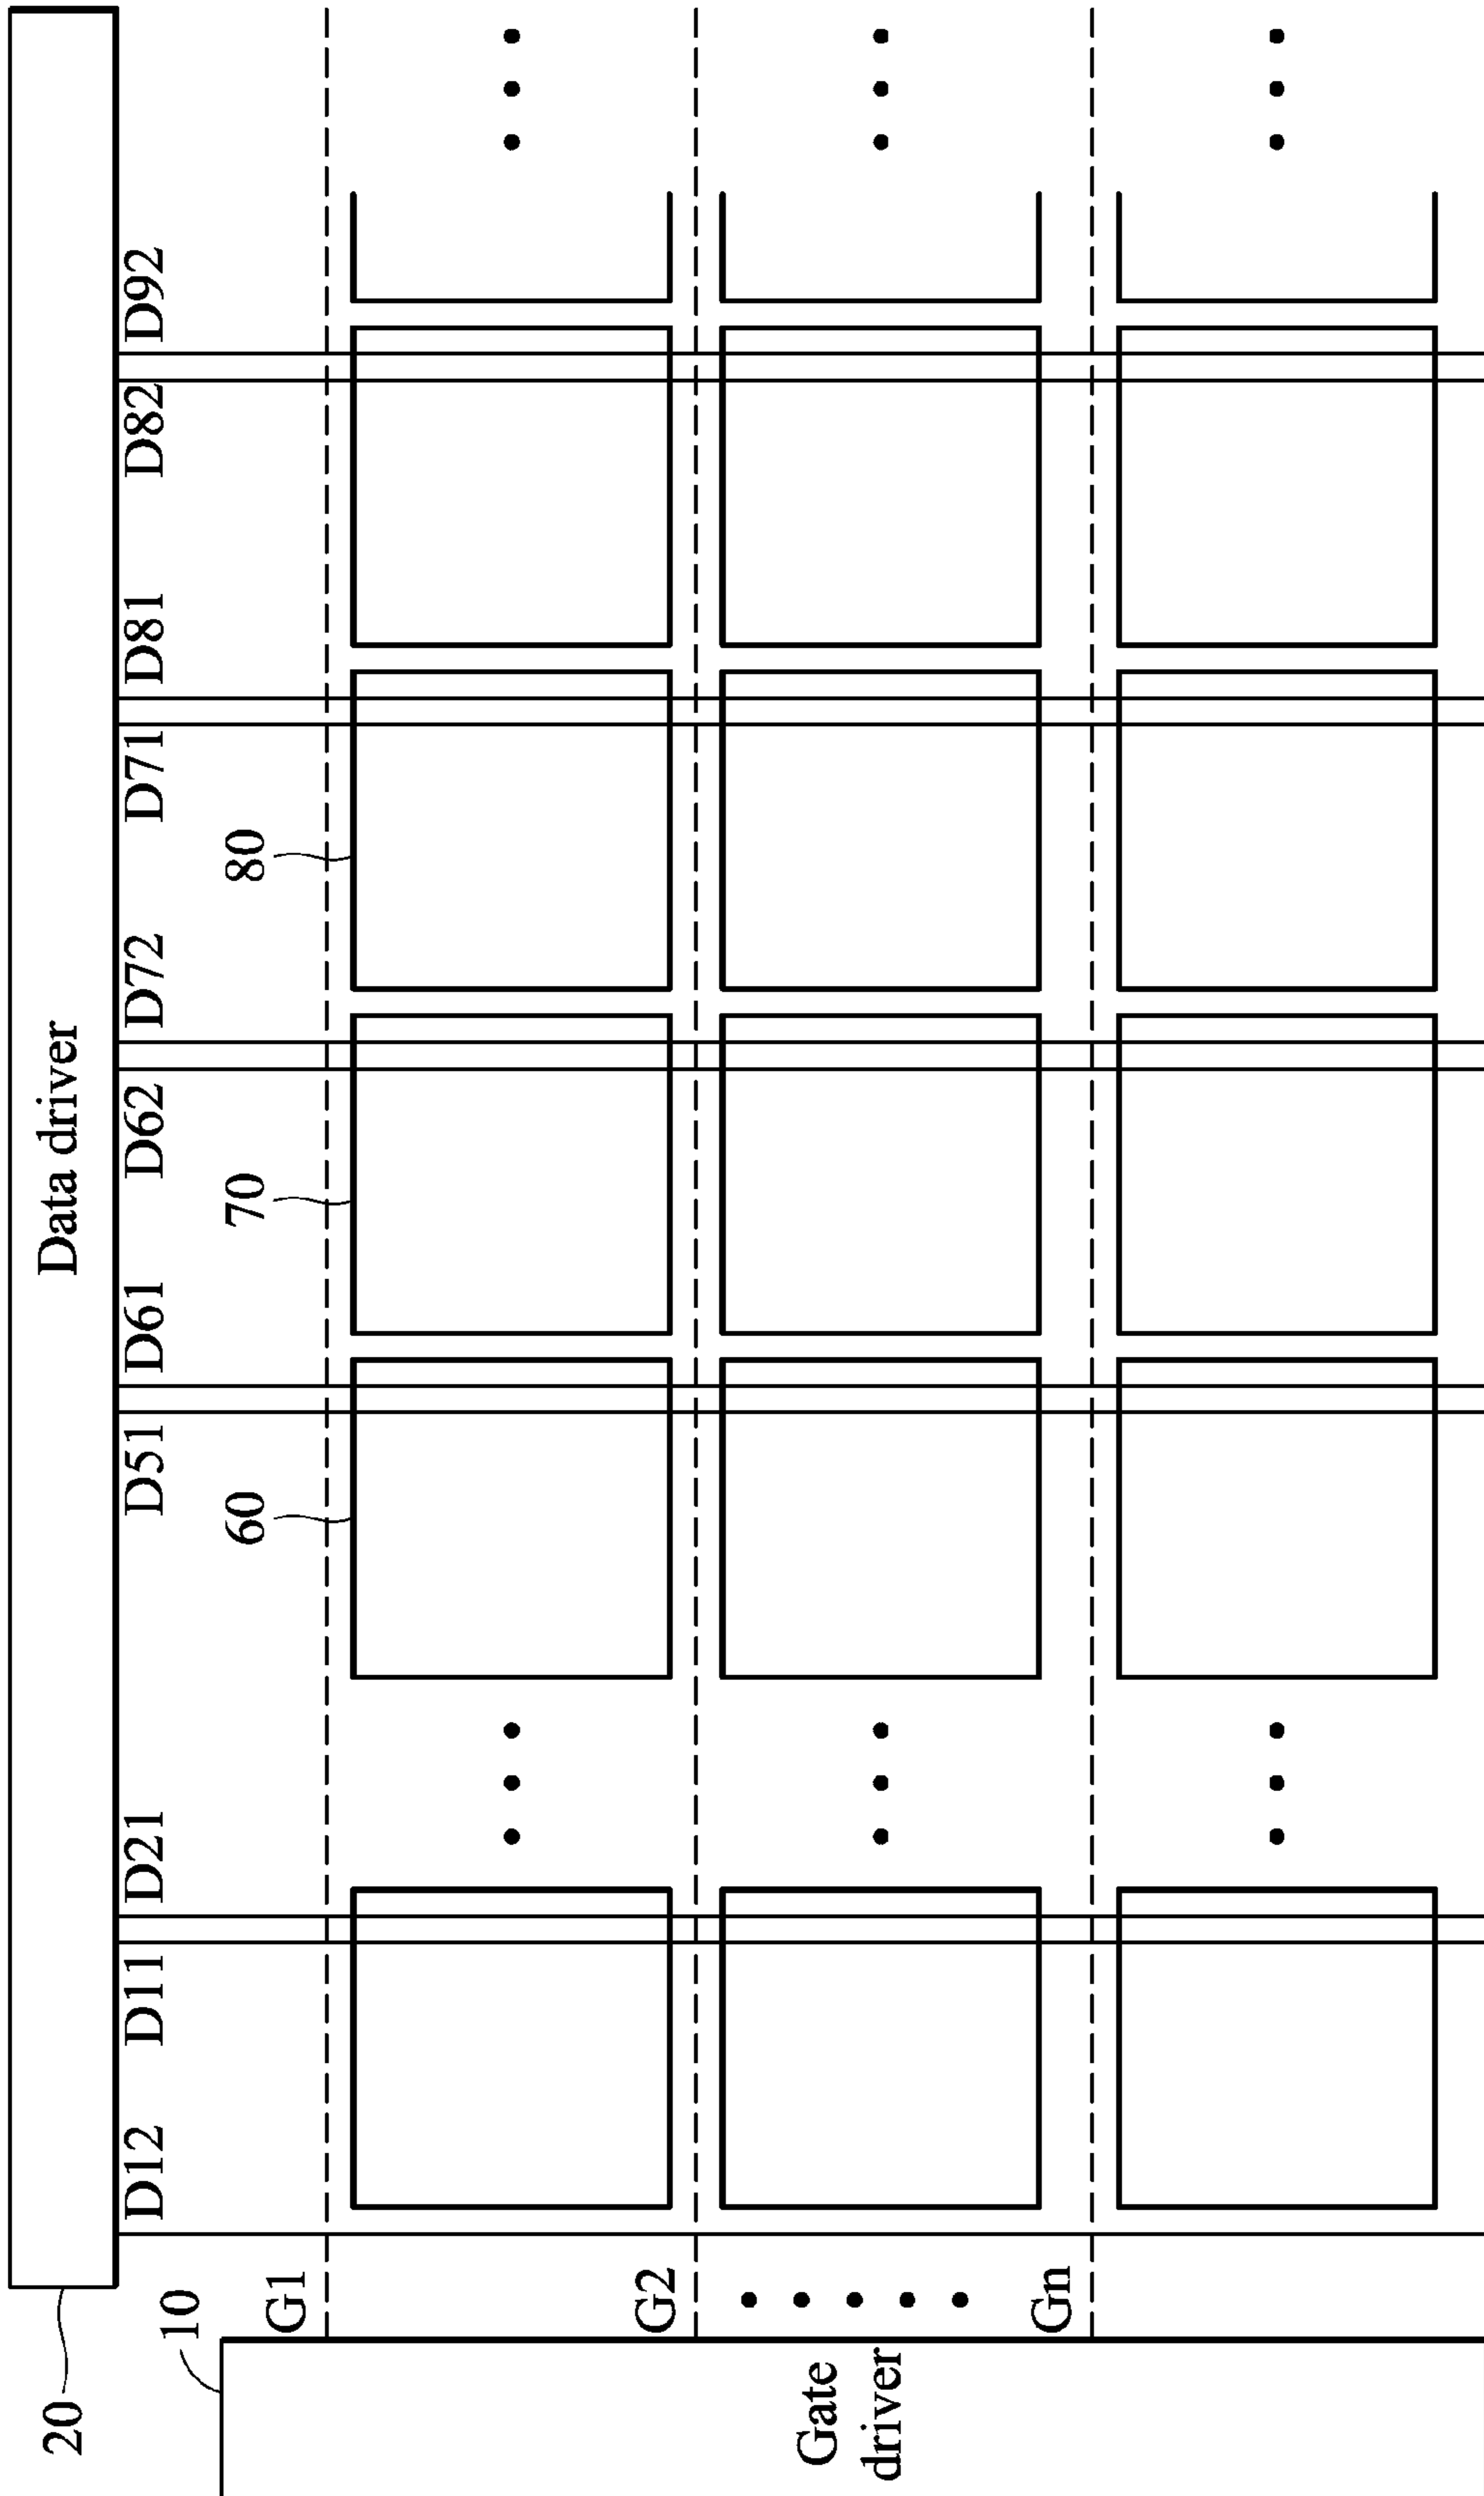 20
Data driver
10
D12 D11 D21 D51 D61 D62 D72 D71 D81 D82 D92
60 70 80
G1
G2
Gate
driver
Gn